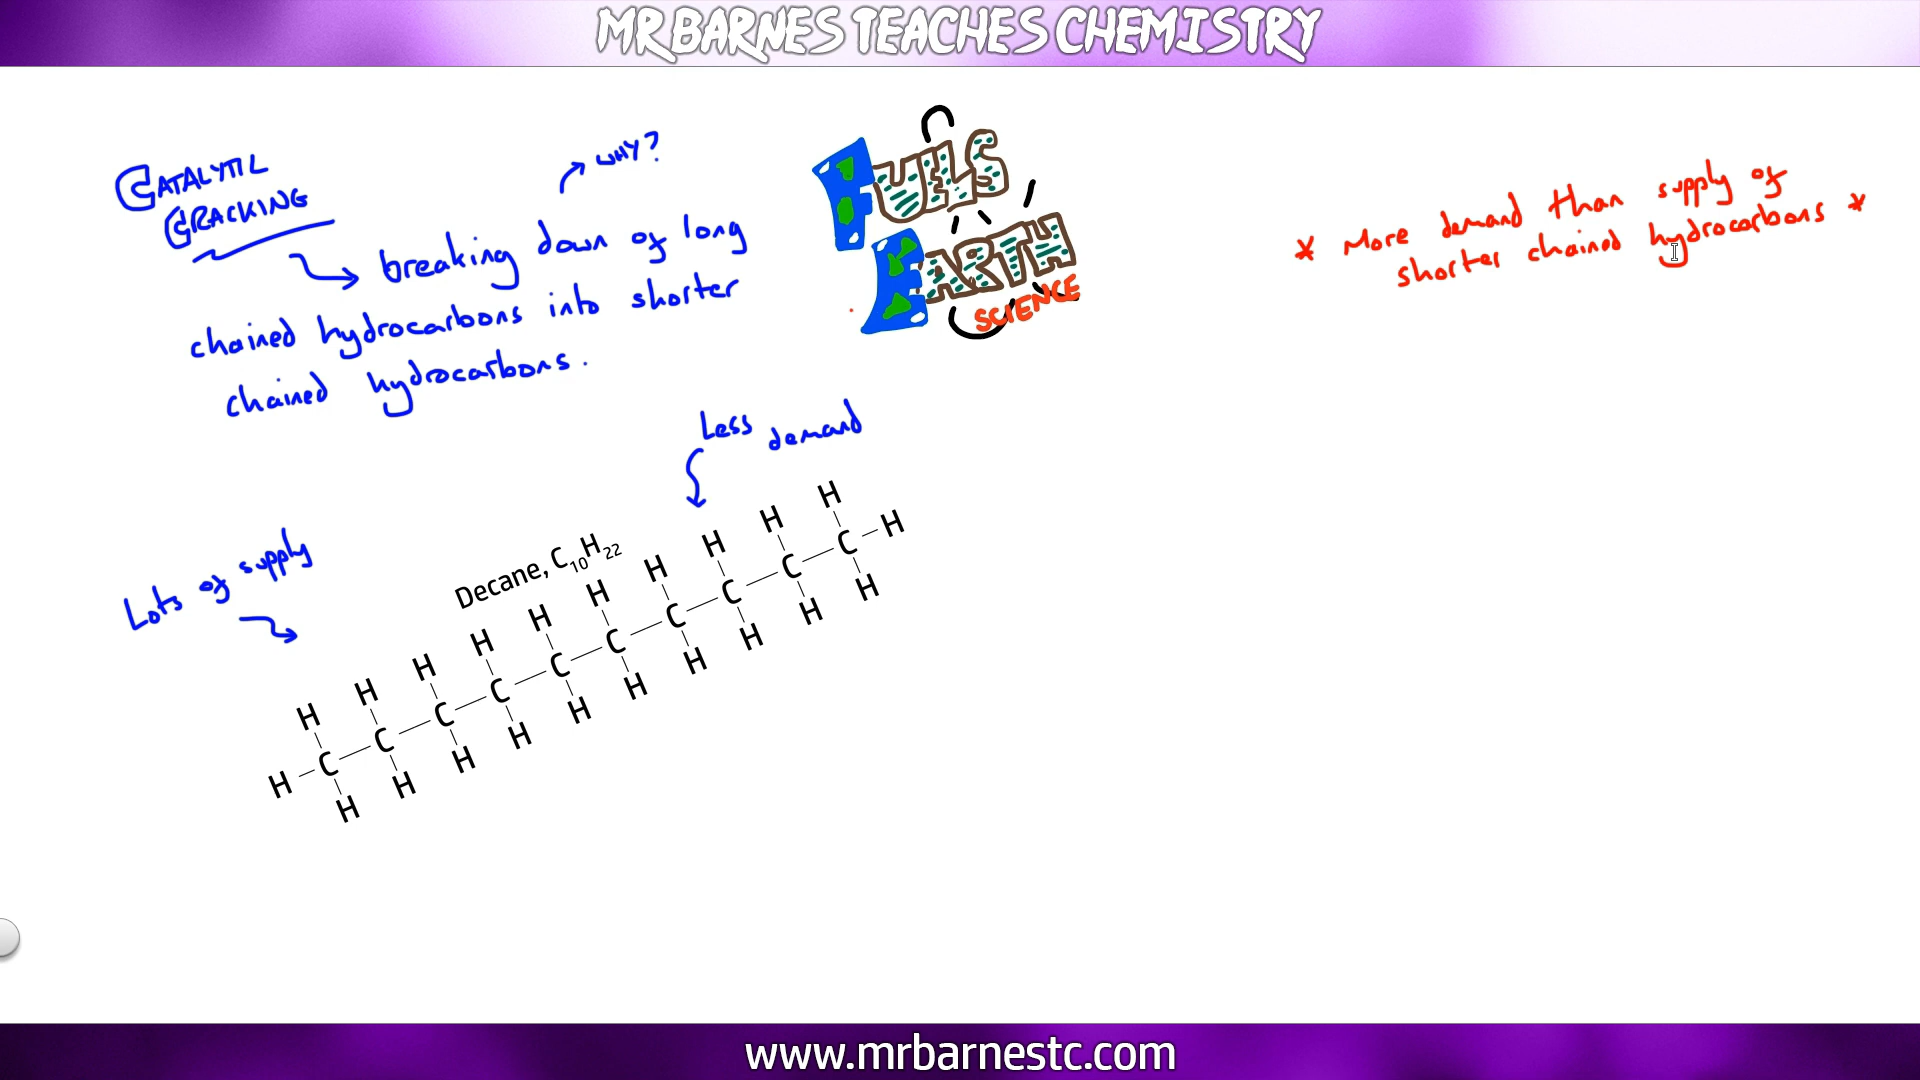 MR BARNES TEACHES CHEMISTRY
CATALYTIC
CRACKING
WHY?
breaking down of long
chained hydrocarbons into shorter
chained hydrocarbons.
FUELS
EARTH
SCIENCE
* More demand than supply of
shorter chained hydrocarbons *
Less demand
Lots of supply
Decane, C₁₀H₂₂
H H H H H H H H H H
H C C C C C C C C C C H
H H H H H H H H H H
www.mrbarnestc.com